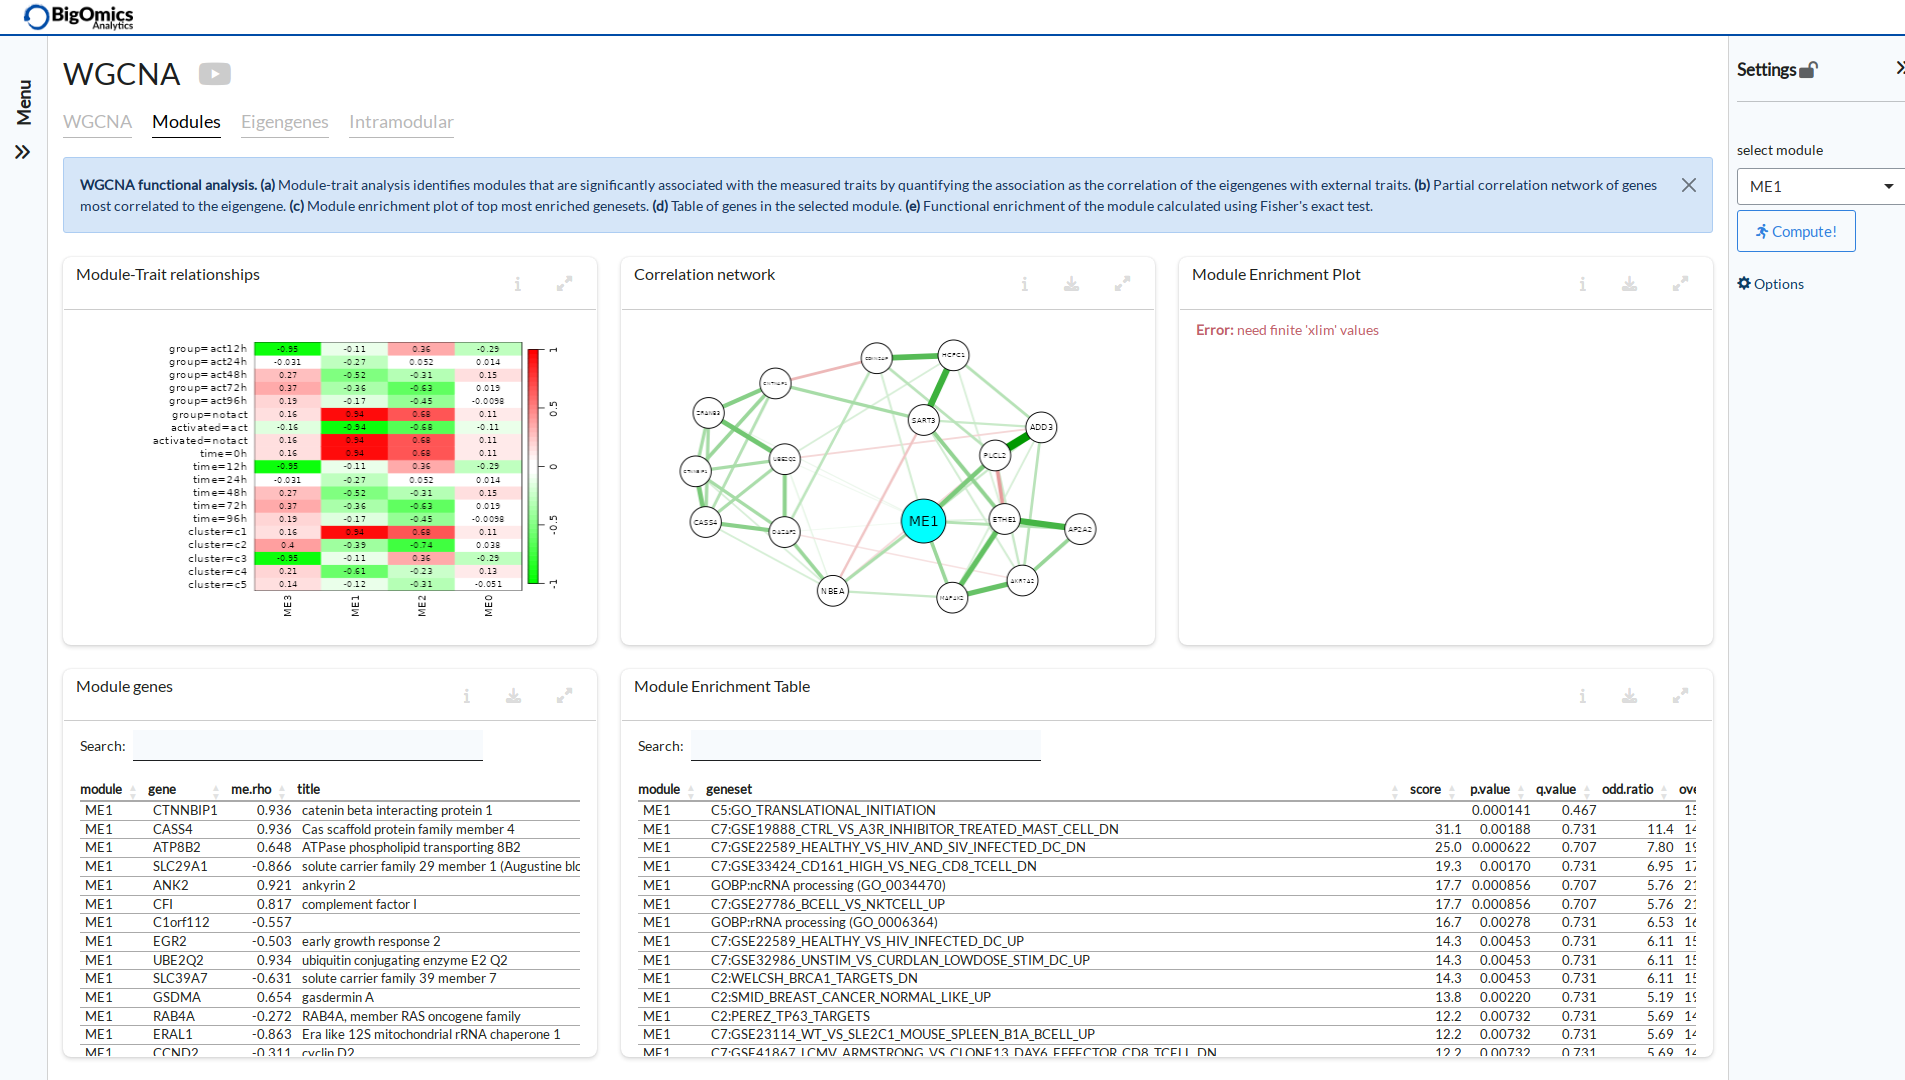 BigOmics
Analytics
Menu
WGCNA
WGCNA Modules Eigengenes Intramodular
WGCNA functional analysis. (a) Module-trait analysis identifies modules that are significantly associated with the measured traits by quantifying the association as the correlation of the eigengenes with external traits. (b) Partial correlation network of genes
most correlated to the eigengene. (c) Module enrichment plot of top most enriched genesets. (d) Table of genes in the selected module. (e) Functional enrichment of the module calculated using Fisher's exact test.
Settings
select module
ME1
Compute!
Options
Module-Trait relationships
group=act12h -0.95 -0.11 0.36 -0.29
group=act24h -0.031 -0.27 0.052 0.014
group=act48h 0.27 -0.52 -0.31 0.15
group=act72h 0.37 -0.36 -0.63 0.019
group=act96h 0.19 -0.17 -0.45 -0.0098
group=notact 0.16 0.94 0.68 0.11
activated=act -0.16 -0.94 -0.68 -0.11
activated=notact 0.16 0.94 0.68 0.11
time=0h 0.16 0.94 0.68 0.11
time=12h -0.95 -0.11 0.36 -0.29
time=24h -0.031 -0.27 0.052 0.014
time=48h 0.27 -0.52 -0.31 0.15
time=72h 0.37 -0.36 -0.63 0.019
time=96h 0.19 -0.17 -0.45 -0.0098
cluster=c1 0.16 0.94 0.68 0.11
cluster=c2 0.4 -0.39 -0.74 0.038
cluster=c3 -0.95 -0.11 0.36 -0.29
cluster=c4 0.21 -0.61 -0.23 0.13
cluster=c5 0.14 -0.12 -0.31 -0.051
ME3 ME1 ME2 ME0
1
0.5
0
-0.5
-1
Correlation network
HCFC1
SART3
ADD3
UBE2Q2
PLCL2
CTNNBIP1
CASS4
ME1
ETHE1
AP2A2
NBEA
AKR7A2
Module Enrichment Plot
Error: need finite 'xlim' values
Module genes
Search:
module gene me.rho title
ME1 CTNNBIP1 0.936 catenin beta interacting protein 1
ME1 CASS4 0.936 Cas scaffold protein family member 4
ME1 ATP8B2 0.648 ATPase phospholipid transporting 8B2
ME1 SLC29A1 -0.866 solute carrier family 29 member 1 (Augustine blo
ME1 ANK2 0.921 ankyrin 2
ME1 CFI 0.817 complement factor I
ME1 C1orf112 -0.557
ME1 EGR2 -0.503 early growth response 2
ME1 UBE2Q2 0.934 ubiquitin conjugating enzyme E2 Q2
ME1 SLC39A7 -0.631 solute carrier family 39 member 7
ME1 GSDMA 0.654 gasdermin A
ME1 RAB4A -0.272 RAB4A, member RAS oncogene family
ME1 ERAL1 -0.863 Era like 12S mitochondrial rRNA chaperone 1
ME1 CCND2 -0.311 cyclin D2
Module Enrichment Table
Search:
module geneset score p.value q.value odd.ratio ove
ME1 C5:GO_TRANSLATIONAL_INITIATION 0.000141 0.467 15
ME1 C7:GSE19888_CTRL_VS_A3R_INHIBITOR_TREATED_MAST_CELL_DN 31.1 0.00188 0.731 11.4 14
ME1 C7:GSE22589_HEALTHY_VS_HIV_AND_SIV_INFECTED_DC_DN 25.0 0.000622 0.707 7.80 19
ME1 C7:GSE33424_CD161_HIGH_VS_NEG_CD8_TCELL_DN 19.3 0.00170 0.731 6.95 17
ME1 GOBP:ncRNA processing (GO_0034470) 17.7 0.000856 0.707 5.76 21
ME1 C7:GSE27786_BCELL_VS_NKTCELL_UP 17.7 0.000856 0.707 5.76 21
ME1 GOBP:rRNA processing (GO_0006364) 16.7 0.00278 0.731 6.53 16
ME1 C7:GSE22589_HEALTHY_VS_HIV_INFECTED_DC_UP 14.3 0.00453 0.731 6.11 15
ME1 C7:GSE32986_UNSTIM_VS_CURDLAN_LOWDOSE_STIM_DC_UP 14.3 0.00453 0.731 6.11 15
ME1 C2:WELCSH_BRCA1_TARGETS_DN 14.3 0.00453 0.731 6.11 15
ME1 C2:SMID_BREAST_CANCER_NORMAL_LIKE_UP 13.8 0.00220 0.731 5.19 19
ME1 C2:PEREZ_TP63_TARGETS 12.2 0.00732 0.731 5.69 14
ME1 C7:GSE23114_WT_VS_SLE2C1_MOUSE_SPLEEN_B1A_BCELL_UP 12.2 0.00732 0.731 5.69 14
ME1 C7:GSE41867_LCMV_ARMSTRONG_VS_CLONE13_DAY6_EFFECTOR_CD8_TCELL_DN 12.2 0.00732 0.731 5.69 14